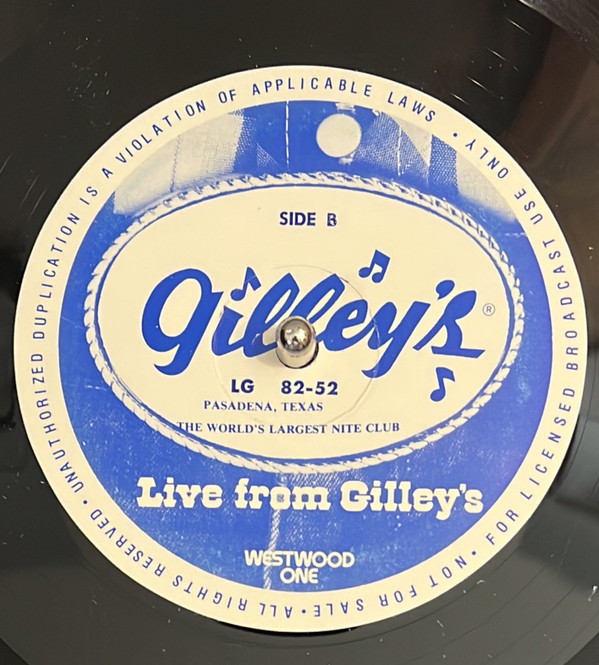 SIDE B
Gilley's®
LG 82-52
PASADENA, TEXAS
THE WORLD'S LARGEST NITE CLUB
Live from Gilley's
WESTWOOD
ONE
UNAUTHORIZED DUPLICATION IS A VIOLATION OF APPLICABLE LAWS • FOR LICENSED BROADCAST USE ONLY • NOT FOR SALE • ALL RIGHTS RESERVED •